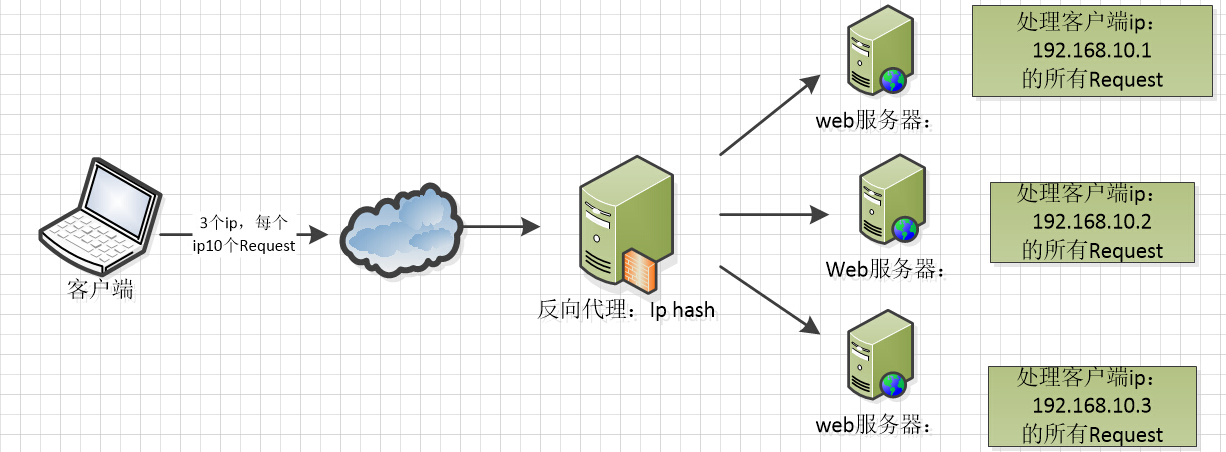 客户端
3个ip，每个
ip10个Request
反向代理：Ip hash
web服务器：
处理客户端ip：
192.168.10.1
的所有Request
Web服务器：
处理客户端ip：
192.168.10.2
的所有Request
web服务器：
处理客户端ip：
192.168.10.3
的所有Request